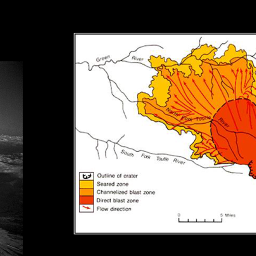 Green River
South Fork Toutle River
Outline of crater
Seared zone
Channelized blast zone
Direct blast zone
Flow direction
0 5 Miles